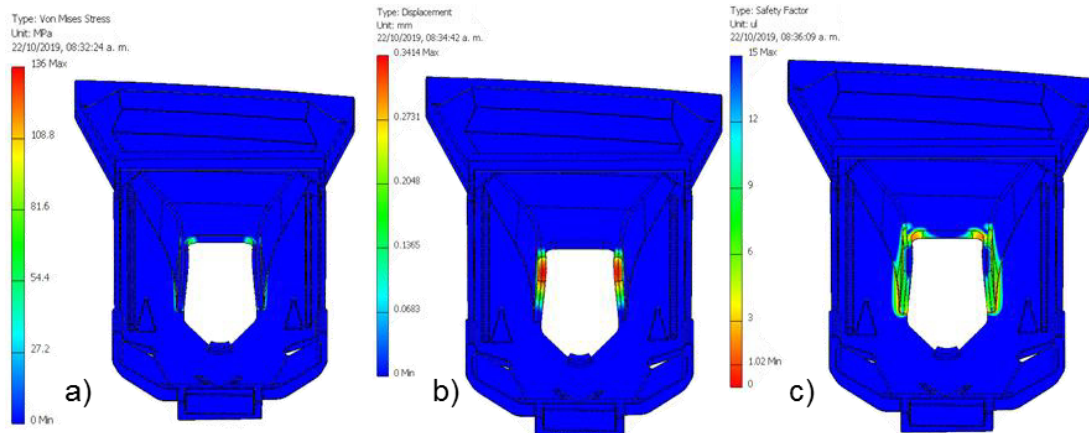 Type: Von Mises Stress
Unit: MPa
22/10/2019, 08:32:24 a. m.
136 Max
108.8
81.6
54.4
27.2
0 Min
a)
Type: Displacement
Unit: mm
22/10/2019, 08:34:42 a. m.
0.3414 Max
0.2731
0.2048
0.1365
0.0683
0 Min
b)
Type: Safety Factor
Unit: ul
22/10/2019, 08:36:09 a. m.
15 Max
12
9
6
3
1.02 Min
0
c)